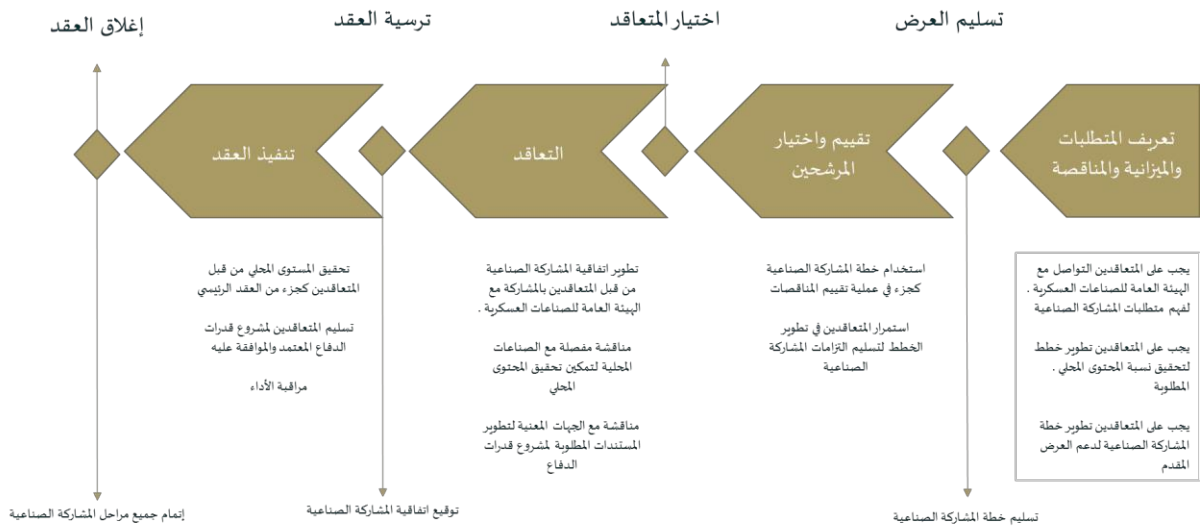 تسليم العرض
اختيار المتعاقد
ترسية العقد
إغلاق العقد
تعريف المتطلبات
والميزانية والمناقصة
تقييم واختيار
المرشحين
التعاقد
تنفيذ العقد
يجب على المتعاقدين التواصل مع
الهيئة العامة للصناعات العسكرية .
لفهم متطلبات المشاركة الصناعية
يجب على المتعاقدين تطوير خطط
لتحقيق نسبة المحتوى المحلي .
المطلوبة
يجب على المتعاقدين تطوير خطة
المشاركة الصناعية لدعم العرض
المقدم
استخدام خطة المشاركة الصناعية
كجزء في عملية تقييم المناقصات
استمرار المتعاقدين في تطوير
الخطط لتسليم التزامات المشاركة
الصناعية
تطوير اتفاقية المشاركة الصناعية
من قبل المتعاقدين بالمشاركة مع
الهيئة العامة للصناعات العسكرية .
مناقشة مفصلة مع الصناعات
المحلية لتمكين تحقيق المحتوى
المحلي
مناقشة مع الجهات المعنية لتطوير
المستندات المطلوبة لمشروع قدرات
الدفاع
تحقيق المستوى المحلي من قبل
المتعاقدين كجزء من العقد الرئيسي
تسليم المتعاقدين لمشروع قدرات
الدفاع المعتمد والموافقة عليه
مراقبة الأداء
تسليم خطة المشاركة الصناعية
توقيع اتفاقية المشاركة الصناعية
إتمام جميع مراحل المشاركة الصناعية